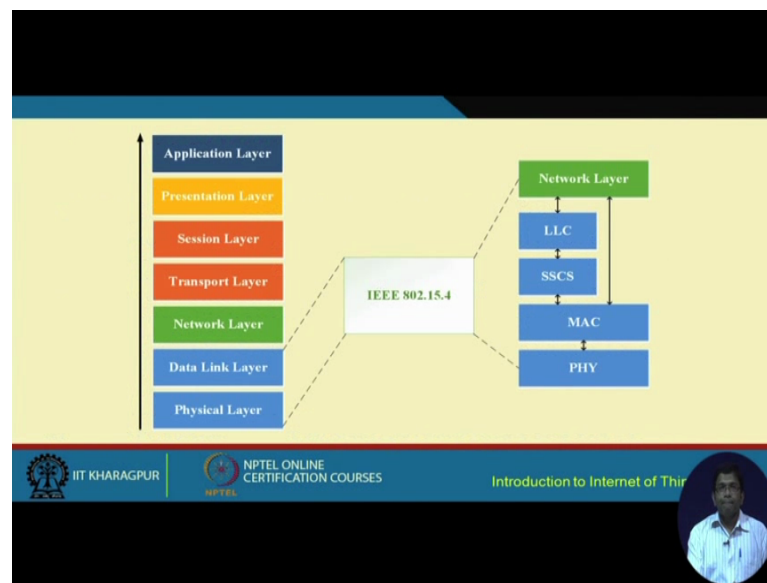 Application Layer
Presentation Layer
Session Layer
Transport Layer
Network Layer
Data Link Layer
Physical Layer
IEEE 802.15.4
Network Layer
LLC
SSCS
MAC
PHY
IIT KHARAGPUR
NPTEL
NPTEL ONLINE
CERTIFICATION COURSES
Introduction to Internet of Thin